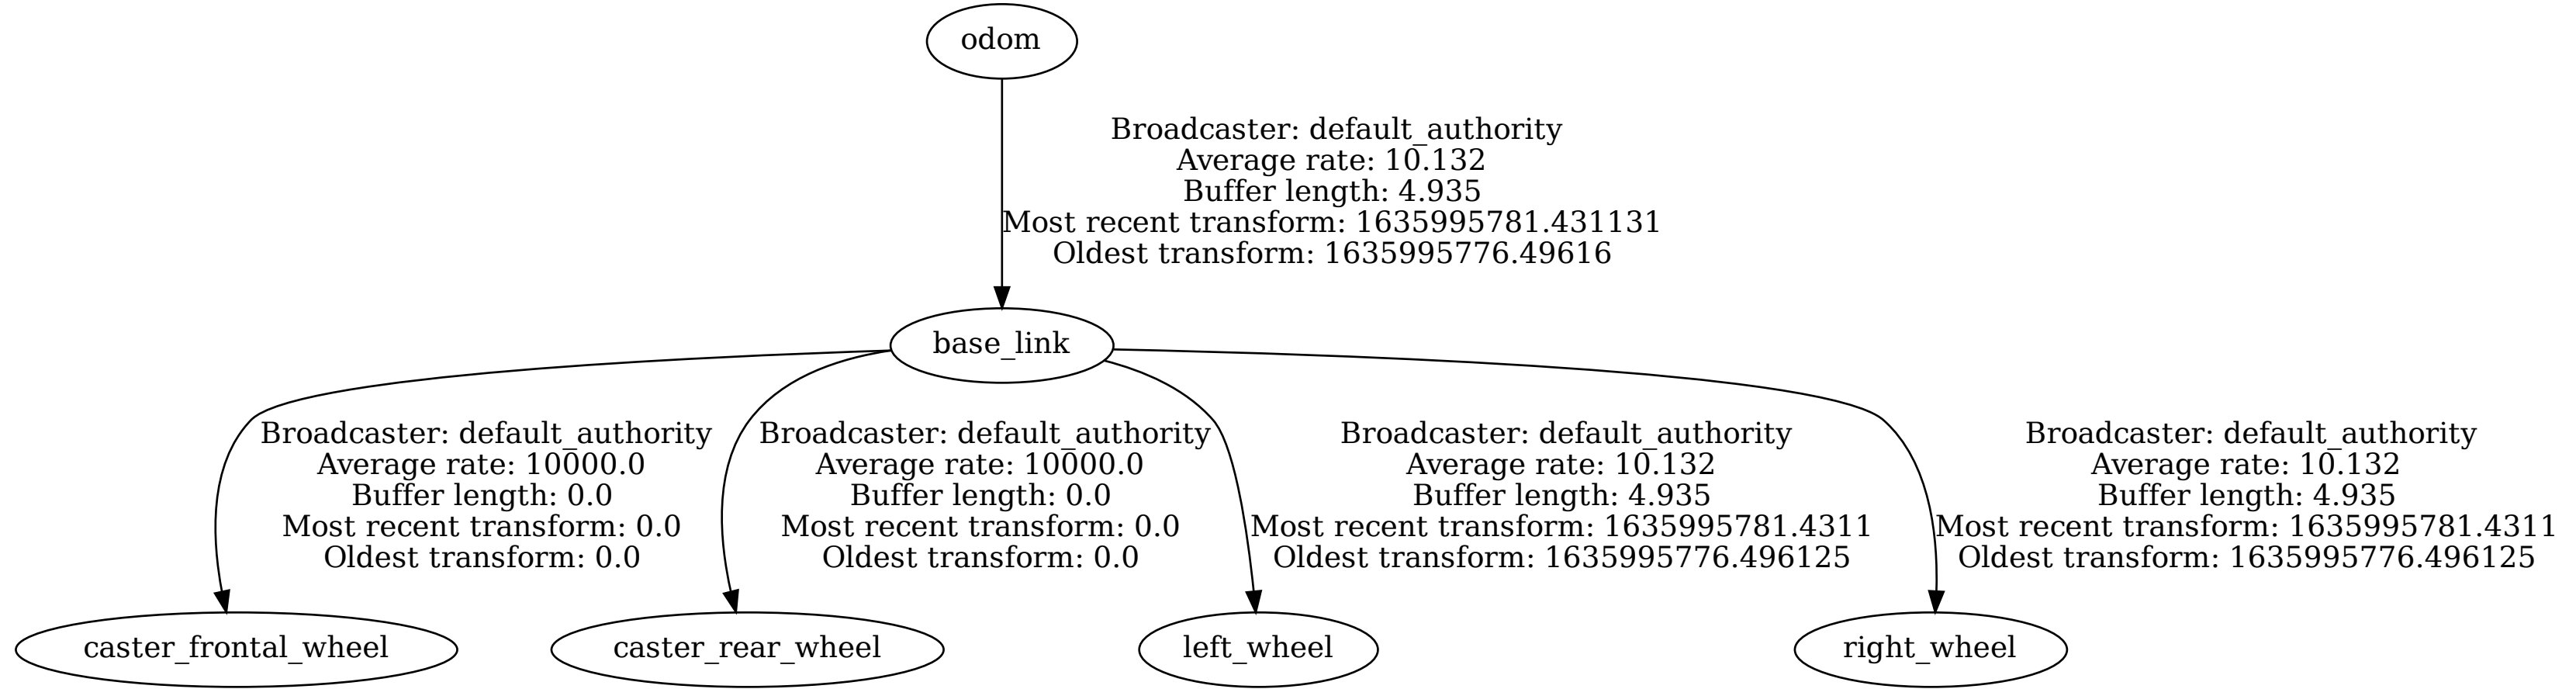 odom
Broadcaster: default_authority
Average rate: 10.132
Buffer length: 4.935
Most recent transform: 1635995781.431131
Oldest transform: 1635995776.49616
base_link
Broadcaster: default_authority
Average rate: 10000.0
Buffer length: 0.0
Most recent transform: 0.0
Oldest transform: 0.0
Broadcaster: default_authority
Average rate: 10000.0
Buffer length: 0.0
Most recent transform: 0.0
Oldest transform: 0.0
Broadcaster: default_authority
Average rate: 10.132
Buffer length: 4.935
Most recent transform: 1635995781.4311
Oldest transform: 1635995776.496125
Broadcaster: default_authority
Average rate: 10.132
Buffer length: 4.935
Most recent transform: 1635995781.4311
Oldest transform: 1635995776.496125
caster_frontal_wheel
caster_rear_wheel
left_wheel
right_wheel